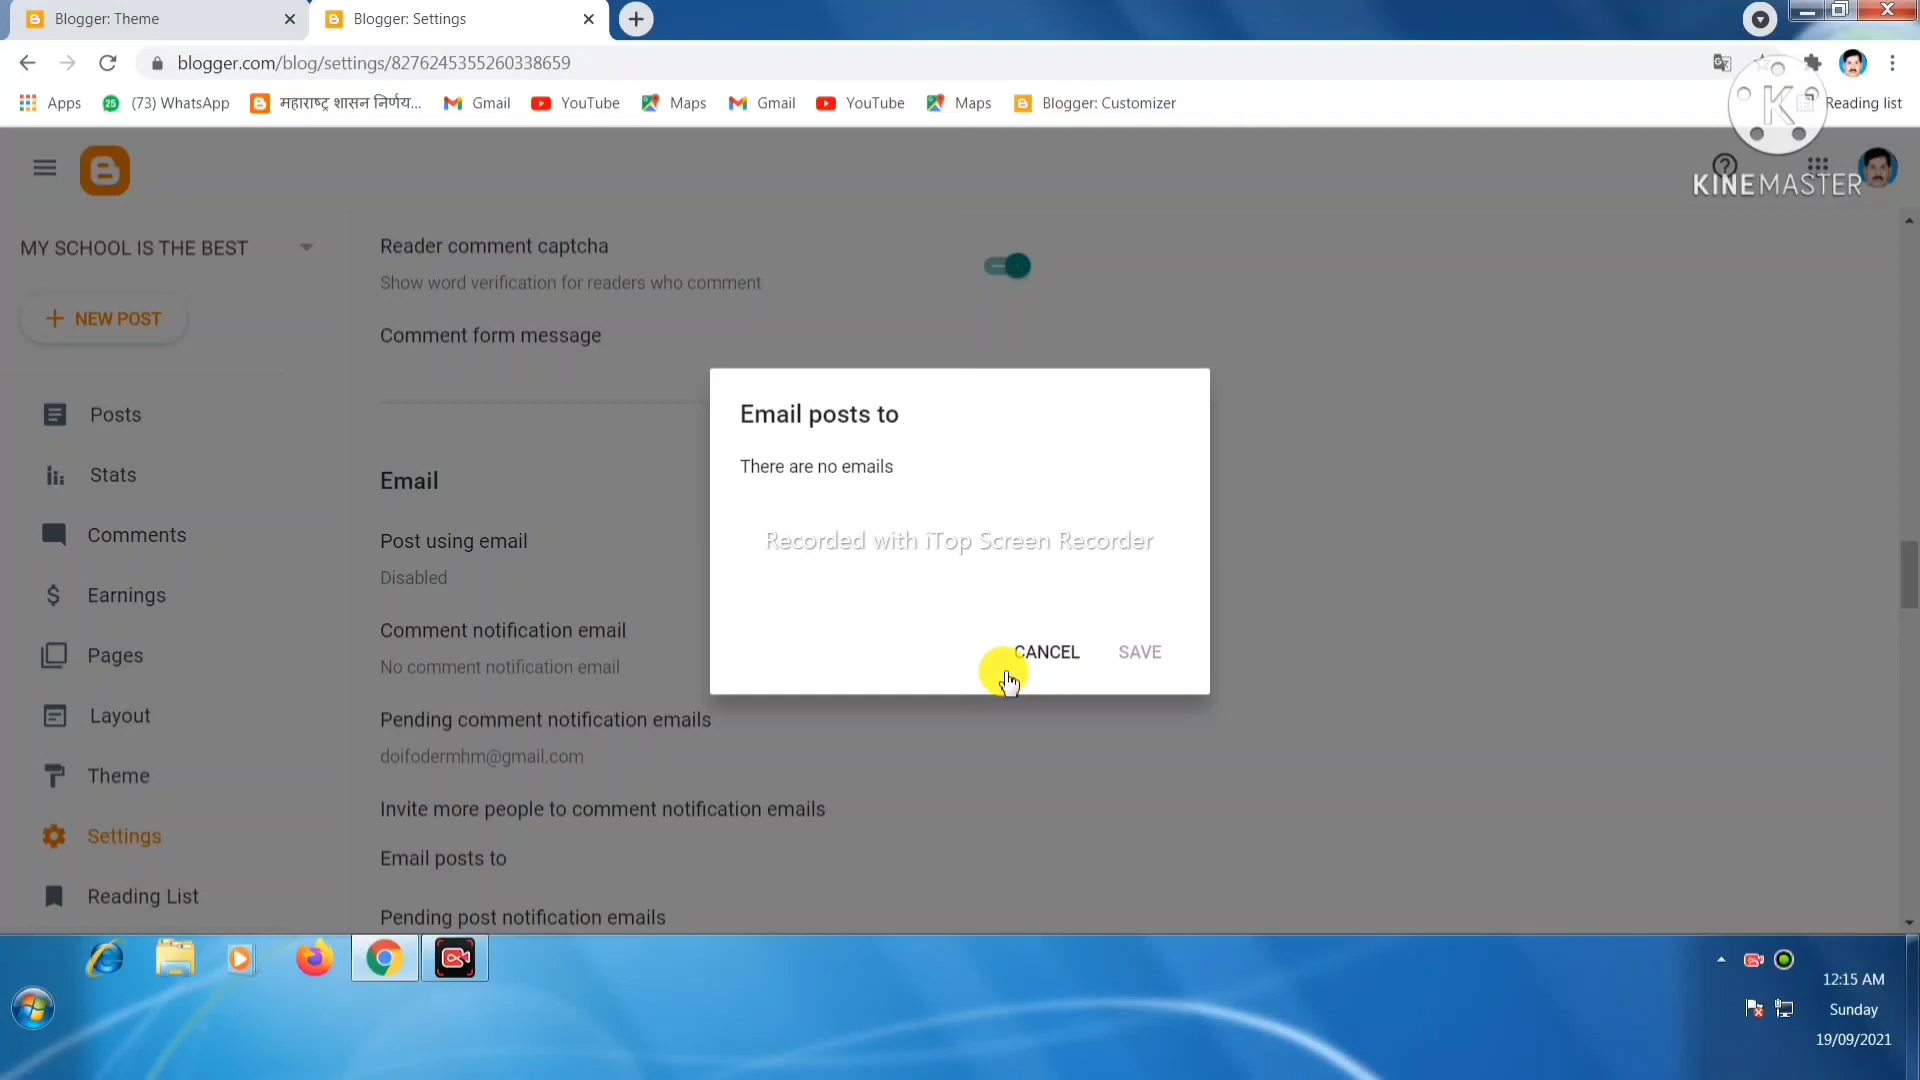 Blogger: Theme
Blogger: Settings
blogger.com/blog/settings/8276245355260338659
Apps
(73) WhatsApp
महाराष्ट्र शासन निर्णय...
Gmail
YouTube
Maps
Gmail
YouTube
Maps
Blogger: Customizer
Reading list
K
KINEMASTER
MY SCHOOL IS THE BEST
NEW POST
Posts
Stats
Comments
Earnings
Pages
Layout
Theme
Settings
Reading List
Reader comment captcha
Show word verification for readers who comment
Comment form message
Email
Post using email
Disabled
Comment notification email
No comment notification email
Pending comment notification emails
doifodermhm@gmail.com
Invite more people to comment notification emails
Email posts to
Pending post notification emails
Email posts to
There are no emails
Recorded with iTop Screen Recorder
CANCEL
SAVE
12:15 AM
Sunday
19/09/2021